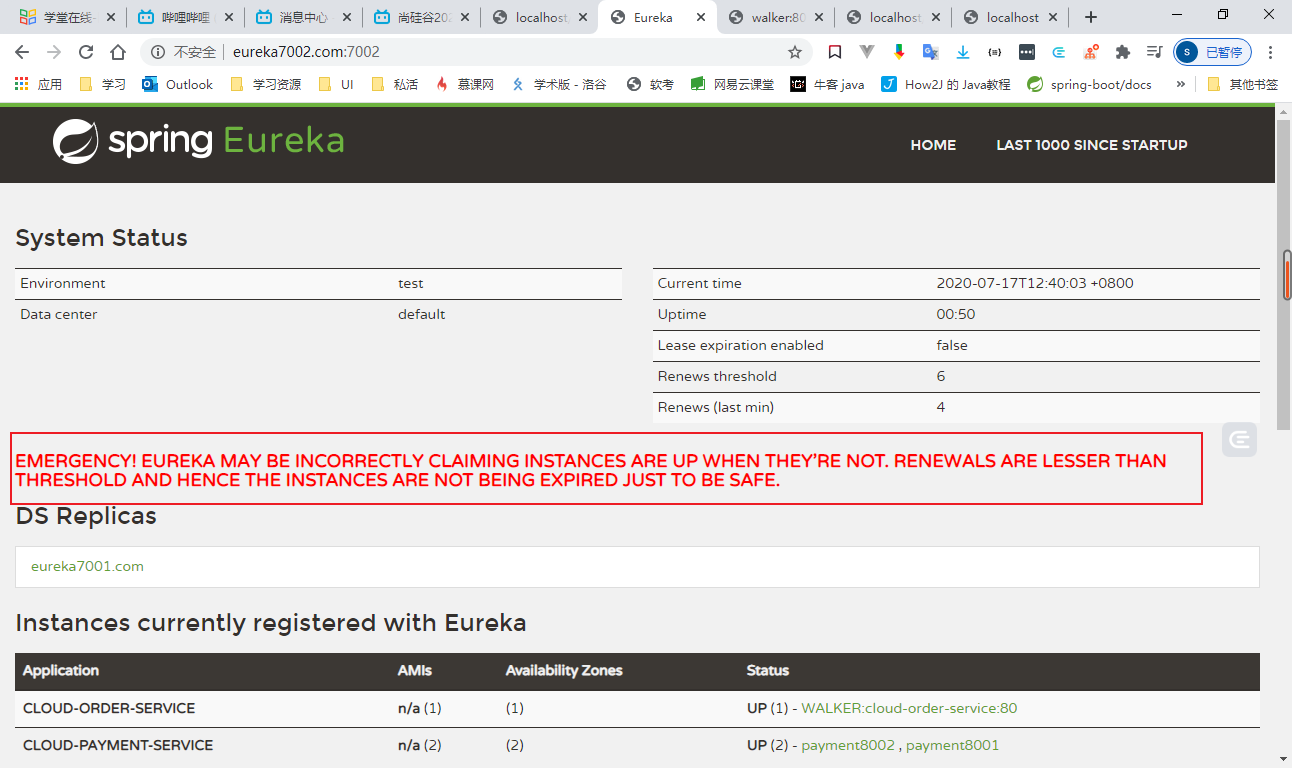 学堂在线- 哔哩哔哩 消息中心 尚硅谷202 localhost, Eureka walker:80 localhost, localhost
不安全 eureka7002.com:7002 S 已暂停
应用 学习 Outlook 学习资源 UI 私活 慕课网 学术版 - 洛谷 软考 网易云课堂 牛客 java How2J 的 Java教程 spring-boot/docs » 其他书签
spring Eureka HOME LAST 1000 SINCE STARTUP
System Status
Environment test Current time 2020-07-17T12:40:03 +0800
Data center default Uptime 00:50
Lease expiration enabled false
Renews threshold 6
Renews (last min) 4
EMERGENCY! EUREKA MAY BE INCORRECTLY CLAIMING INSTANCES ARE UP WHEN THEY'RE NOT. RENEWALS ARE LESSER THAN
THRESHOLD AND HENCE THE INSTANCES ARE NOT BEING EXPIRED JUST TO BE SAFE.
DS Replicas
eureka7001.com
Instances currently registered with Eureka
Application AMIs Availability Zones Status
CLOUD-ORDER-SERVICE n/a (1) (1) UP (1) - WALKER:cloud-order-service:80
CLOUD-PAYMENT-SERVICE n/a (2) (2) UP (2) - payment8002 , payment8001